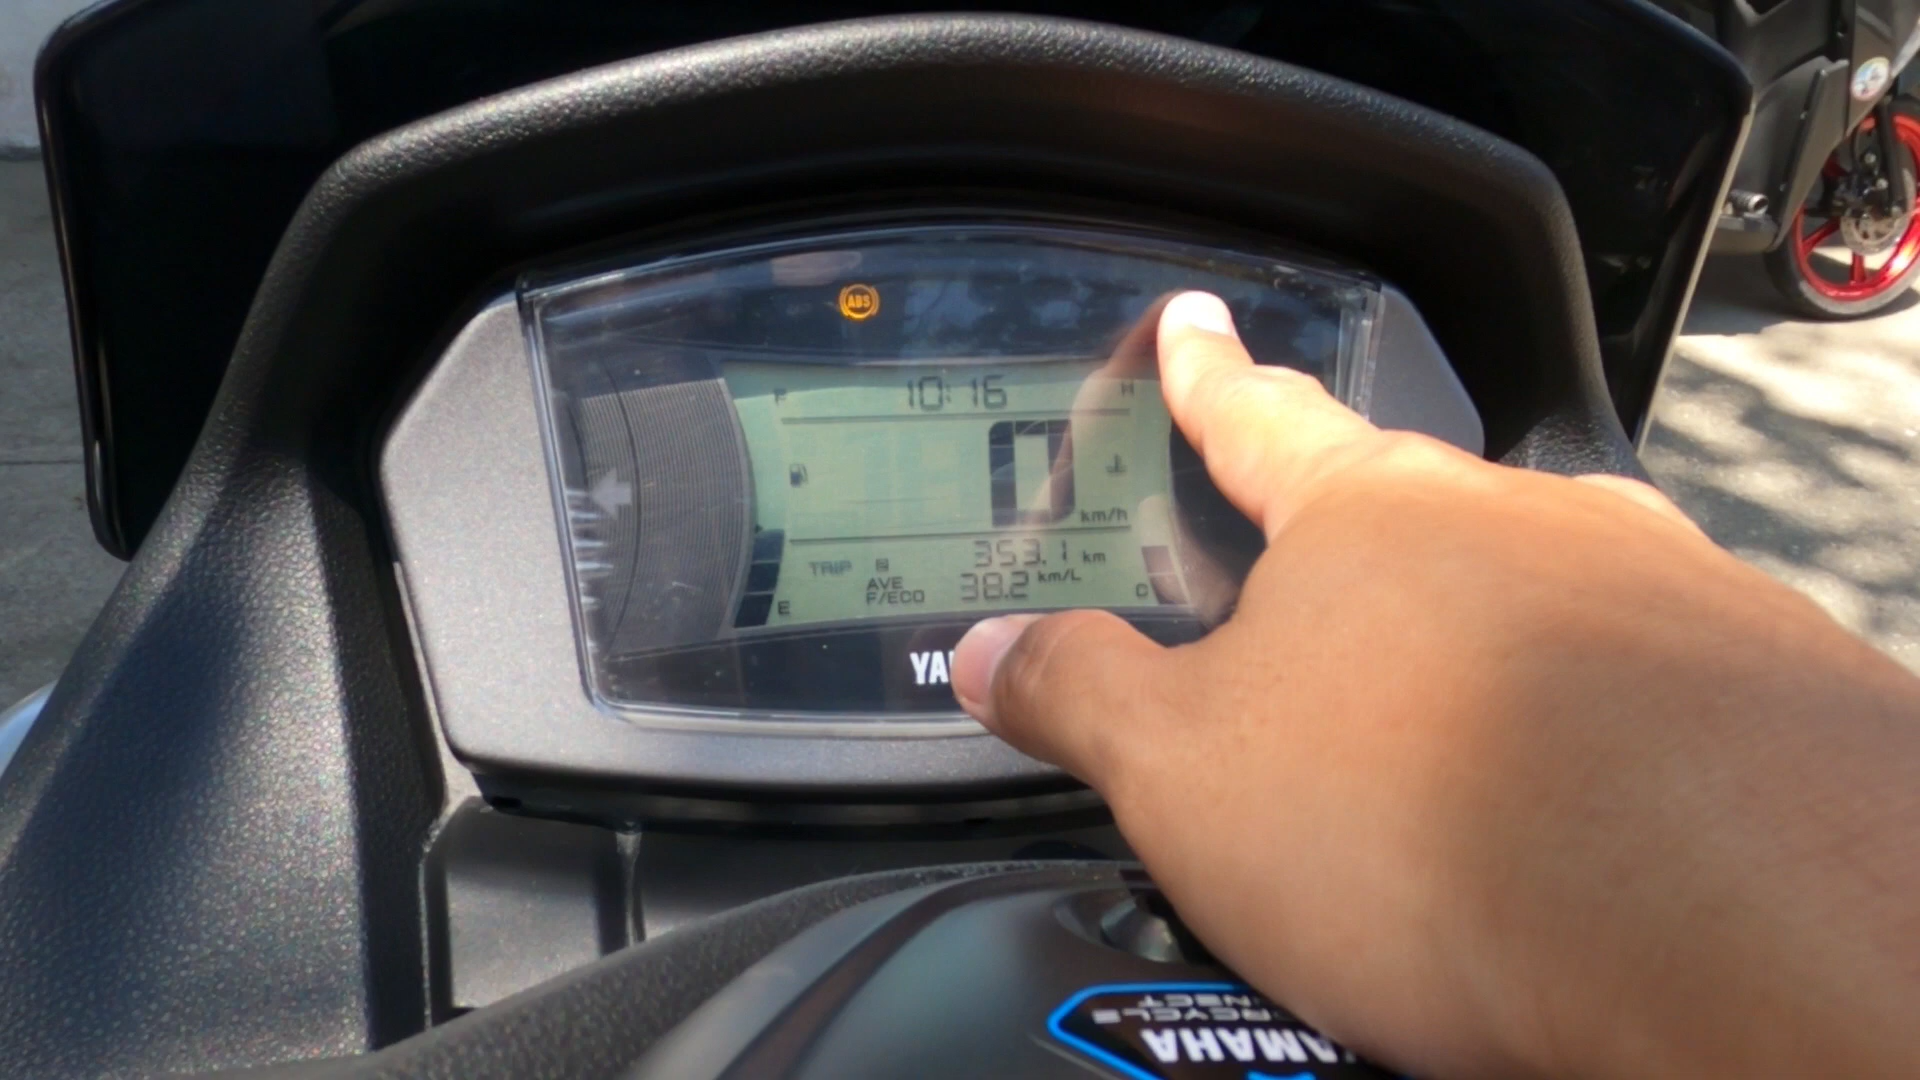 ABS
F 10:16 H
0
km/h
TRIP 353.1 km
AVE
F/ECO 38.2 km/L
E C
YA
YAMAHA